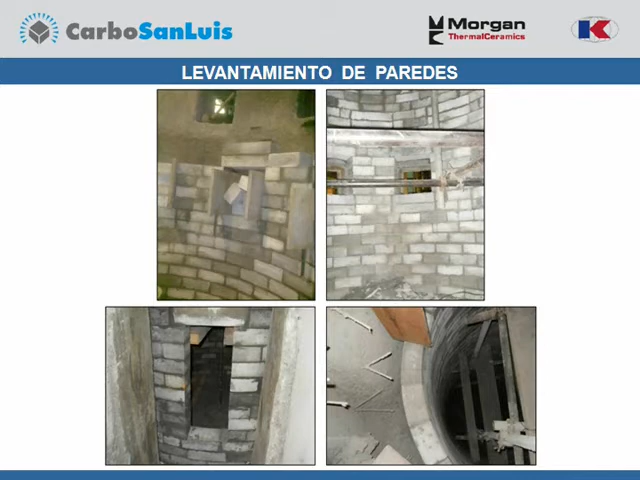 CarboSanLuis
Morgan
ThermalCeramics
K
LEVANTAMIENTO DE PAREDES